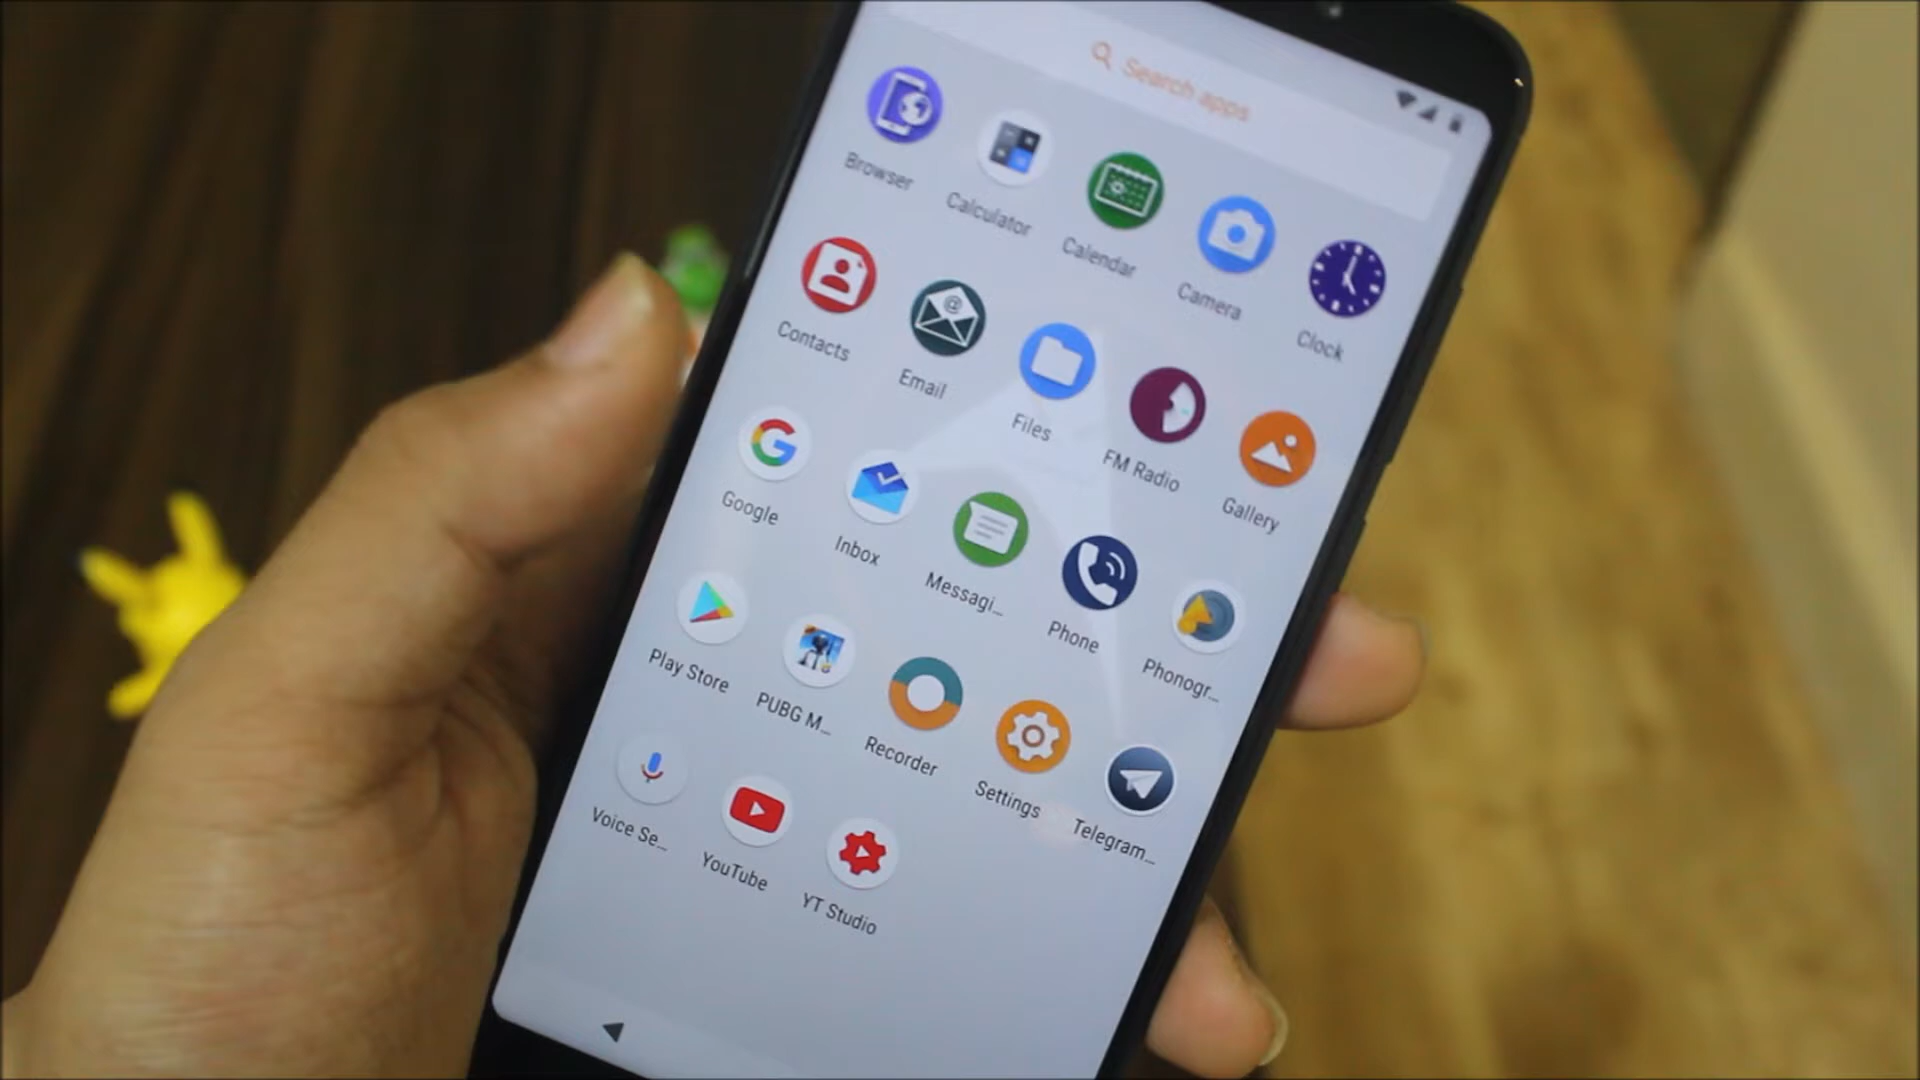 Search apps
Browser
Calculator
Calendar
Camera
Clock
Contacts
Email
Files
FM Radio
Gallery
Google
Inbox
Messagi...
Phone
Phonogr...
Play Store
PUBG M...
Recorder
Settings
Telegram...
Voice Se...
YouTube
YT Studio